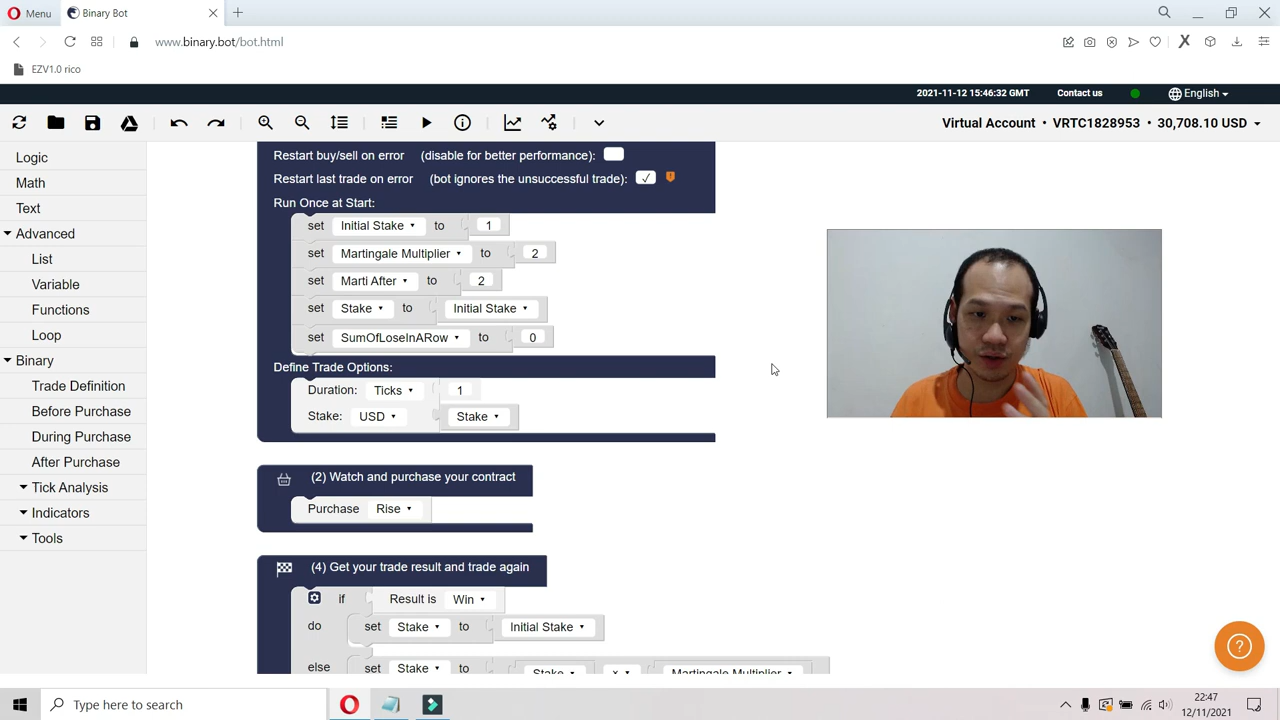 Menu
Binary Bot
www.binary.bot/bot.html
EZV1.0 rico
2021-11-12 15:46:32 GMT
Contact us
English
Virtual Account • VRTC1828953 • 30,708.10 USD
Logic
Math
Text
Advanced
List
Variable
Functions
Loop
Binary
Trade Definition
Before Purchase
During Purchase
After Purchase
Tick Analysis
Indicators
Tools
Restart buy/sell on error (disable for better performance):
Restart last trade on error (bot ignores the unsuccessful trade):
Run Once at Start:
set Initial Stake to 1
set Martingale Multiplier to 2
set Marti After to 2
set Stake to Initial Stake
set SumOfLoseInARow to 0
Define Trade Options:
Duration: Ticks 1
Stake: USD Stake
(2) Watch and purchase your contract
Purchase Rise
(4) Get your trade result and trade again
if Result is Win
do set Stake to Initial Stake
else set Stake to Stake x Martingale Multiplier
Type here to search
22:47
12/11/2021